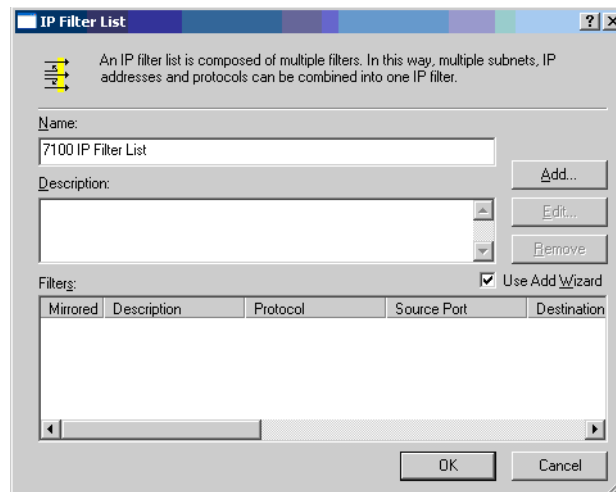 IP Filter List
An IP filter list is composed of multiple filters. In this way, multiple subnets, IP
addresses and protocols can be combined into one IP filter.
Name:
7100 IP Filter List
Add...
Description:
Edit...
Remove
Filters:
Use Add Wizard
Mirrored Description Protocol Source Port Destination
OK Cancel